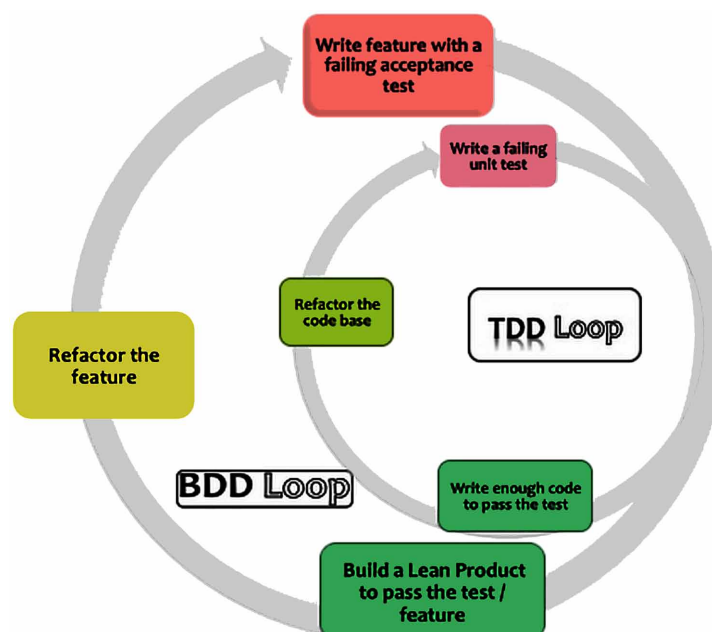 Write feature with a
failing acceptance
test
Write a failing
unit test
Refactor the
code base
TDD Loop
Refactor the
feature
BDD Loop
Write enough code
to pass the test
Build a Lean Product
to pass the test /
feature